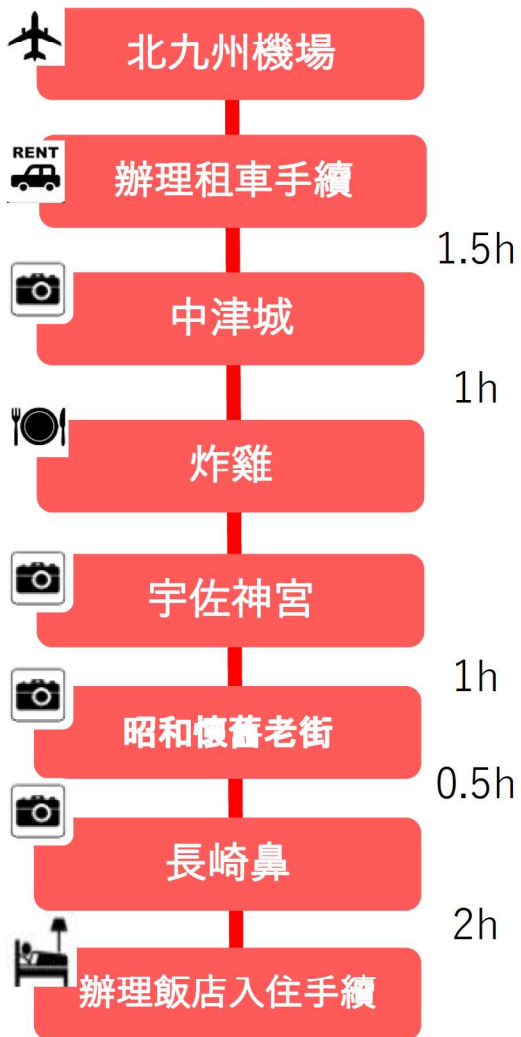 北九州機場
RENT
辦理租車手續
1.5h
中津城
1h
炸雞
宇佐神宮
1h
昭和懷舊老街
0.5h
長崎鼻
2h
辦理飯店入住手續